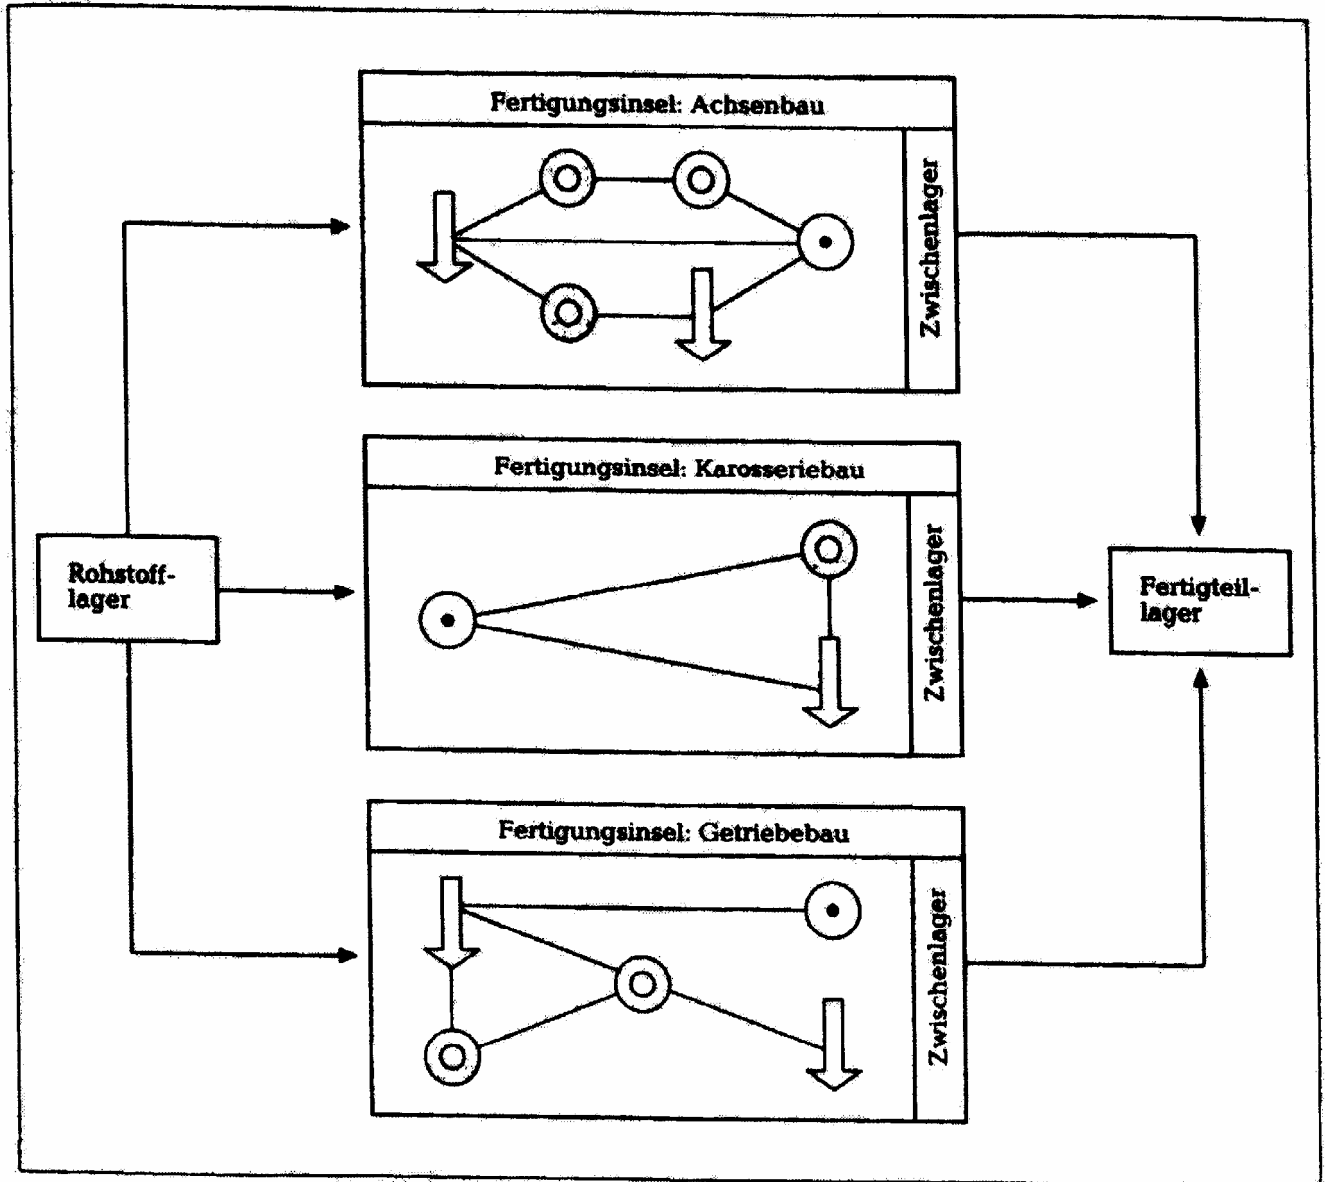 Fertigungsinsel: Achsenbau
Zwischenlager
Fertigungsinsel: Karosseriebau
Zwischenlager
Rohstoff-
lager
Fertigteil-
lager
Fertigungsinsel: Getriebebau
Zwischenlager